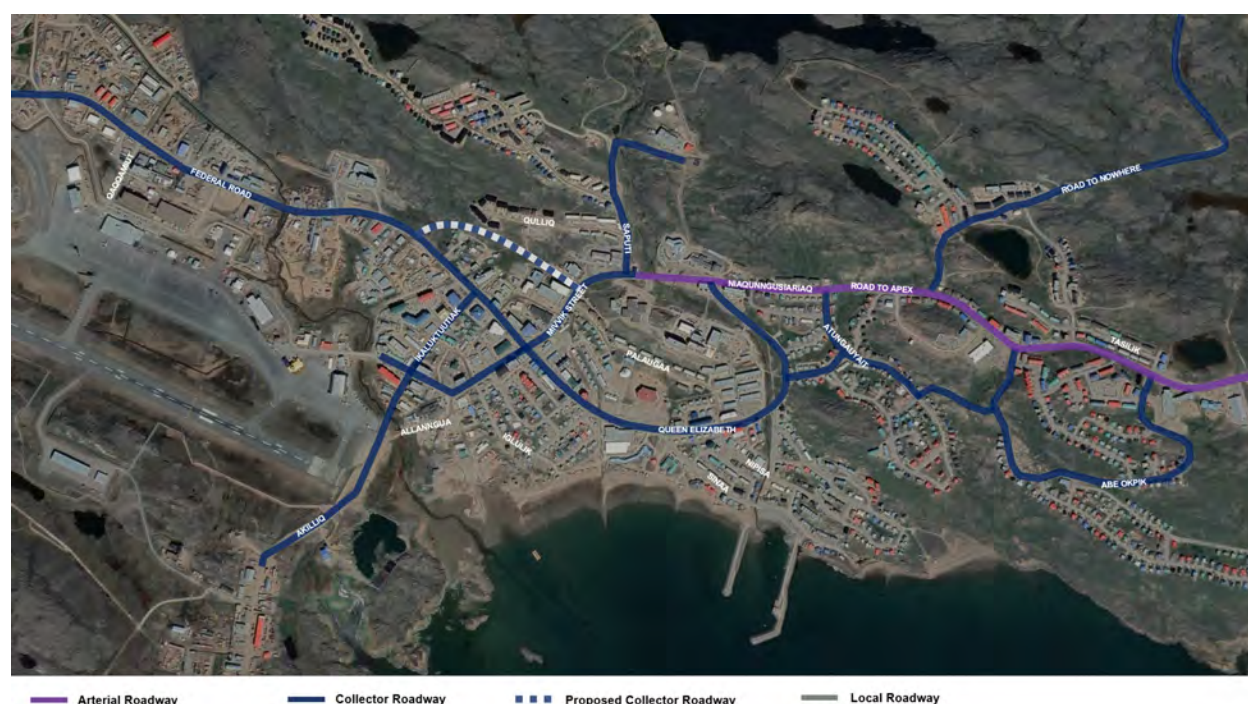 ROAD TO NOWHERE
QAQQAMIUT
FEDERAL ROAD
QULLIQ
SAPUTI
NIAQUNNGUSIARIAQ
ROAD TO APEX
MIVVIK STREET
IKALUKTUUTIAK
ATUNGAUYAIT
TASILIK
PALAUGAA
ALLANNGUA
IGLULIK
QUEEN ELIZABETH
NIPISA
SINAA
ABE OKPIK
AKILLIQ
Arterial Roadway
Collector Roadway
Proposed Collector Roadway
Local Roadway